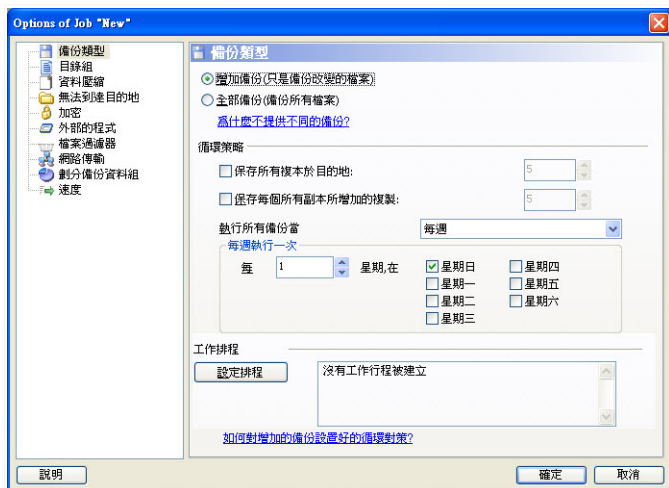 Options of Job "New"
備份類型
目錄組
資料壓縮
無法到達目的地
加密
外部的程式
檔案過濾器
網路傳輸
劃分備份資料組
速度
備份類型
增加備份(只是備份改變的檔案)
全部備份(備份所有檔案)
爲什麼不提供不同的備份?
循環策略
保存所有複本於目的地:
5
保存每個所有副本所增加的複製:
5
執行所有備份當
每週
每週執行一次
每
1
星期,在
星期日
星期四
星期一
星期五
星期二
星期六
星期三
工作排程
設定排程
沒有工作行程被建立
如何對增加的備份設置好的循環對策?
說明
確定
取消